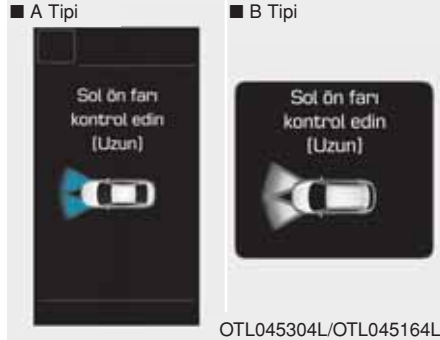 ■ A Tipi
Sol ön farı
kontrol edin
(Uzun)
■ B Tipi
Sol ön farı
kontrol edin
(Uzun)
OTL045304L/OTL045164L